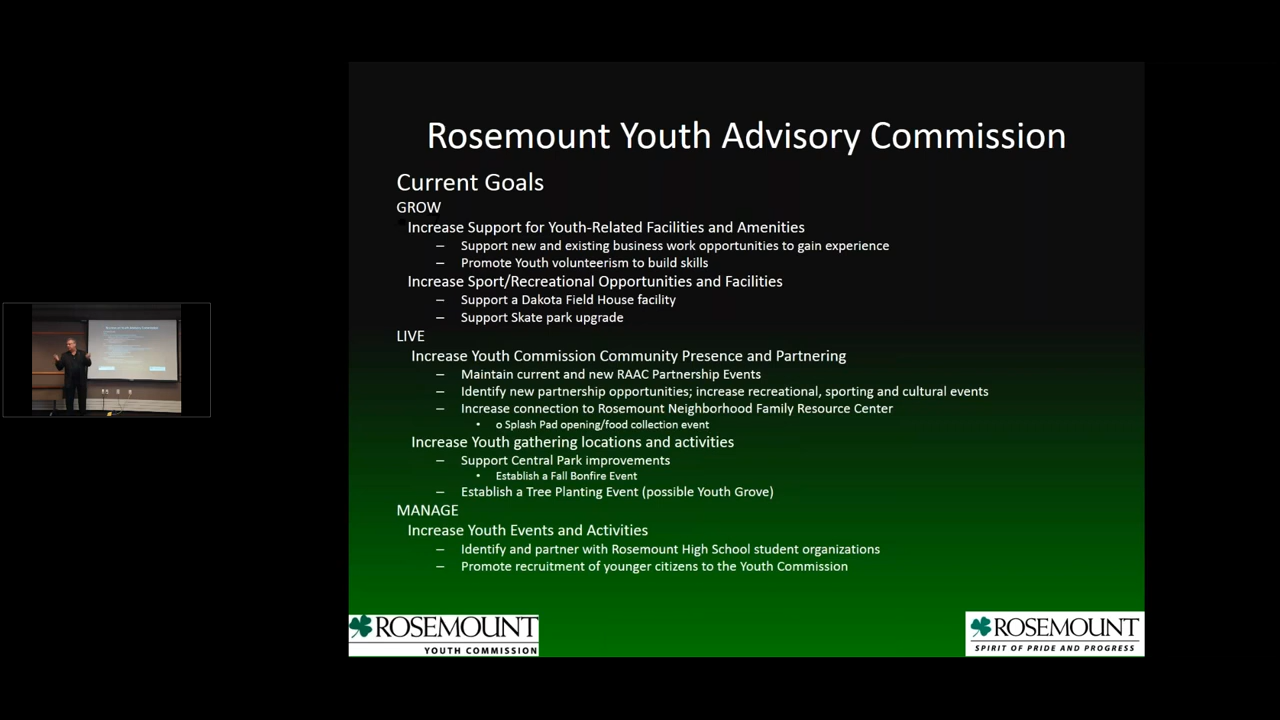 Rosemount Youth Advisory Commission
Current Goals
GROW
Increase Support for Youth-Related Facilities and Amenities
– Support new and existing business work opportunities to gain experience
– Promote Youth volunteerism to build skills
Increase Sport/Recreational Opportunities and Facilities
– Support a Dakota Field House facility
– Support Skate park upgrade
LIVE
Increase Youth Commission Community Presence and Partnering
– Maintain current and new RAAC Partnership Events
– Identify new partnership opportunities; increase recreational, sporting and cultural events
– Increase connection to Rosemount Neighborhood Family Resource Center
• o Splash Pad opening/food collection event
Increase Youth gathering locations and activities
– Support Central Park improvements
• Establish a Fall Bonfire Event
– Establish a Tree Planting Event (possible Youth Grove)
MANAGE
Increase Youth Events and Activities
– Identify and partner with Rosemount High School student organizations
– Promote recruitment of younger citizens to the Youth Commission
ROSEMOUNT
YOUTH COMMISSION
ROSEMOUNT
SPIRIT OF PRIDE AND PROGRESS